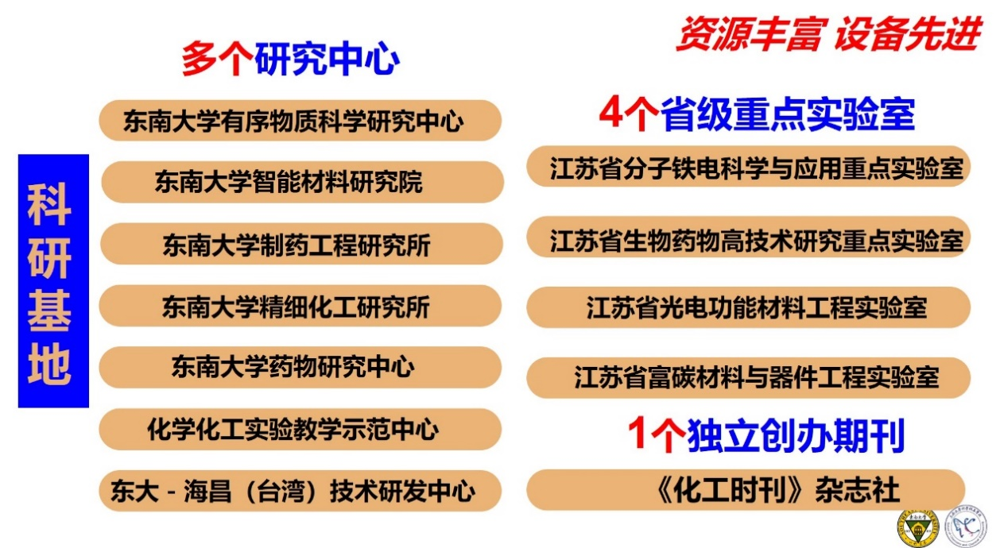 资源丰富 设备先进
科研基地
多个研究中心
东南大学有序物质科学研究中心
东南大学智能材料研究院
东南大学制药工程研究所
东南大学精细化工研究所
东南大学药物研究中心
化学化工实验教学示范中心
东大-海昌（台湾）技术研发中心
4个省级重点实验室
江苏省分子铁电科学与应用重点实验室
江苏省生物药物高技术研究重点实验室
江苏省光电功能材料工程实验室
江苏省富碳材料与器件工程实验室
1个独立创办期刊
《化工时刊》杂志社